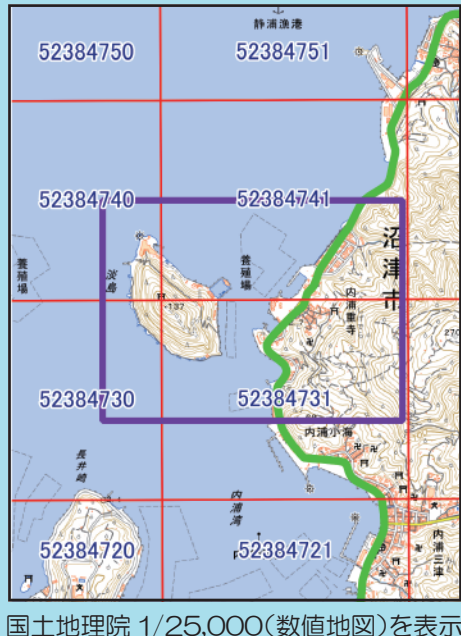 静浦漁港
52384750
52384751
52384740
52384741
沼津市
養殖場
淡島
養殖場
-137
内浦重寺
270
52384730
52384731
内浦小海
長井崎
内浦湾
52384720
52384721
内浦三津
国土地理院 1/25,000(数値地図)を表示